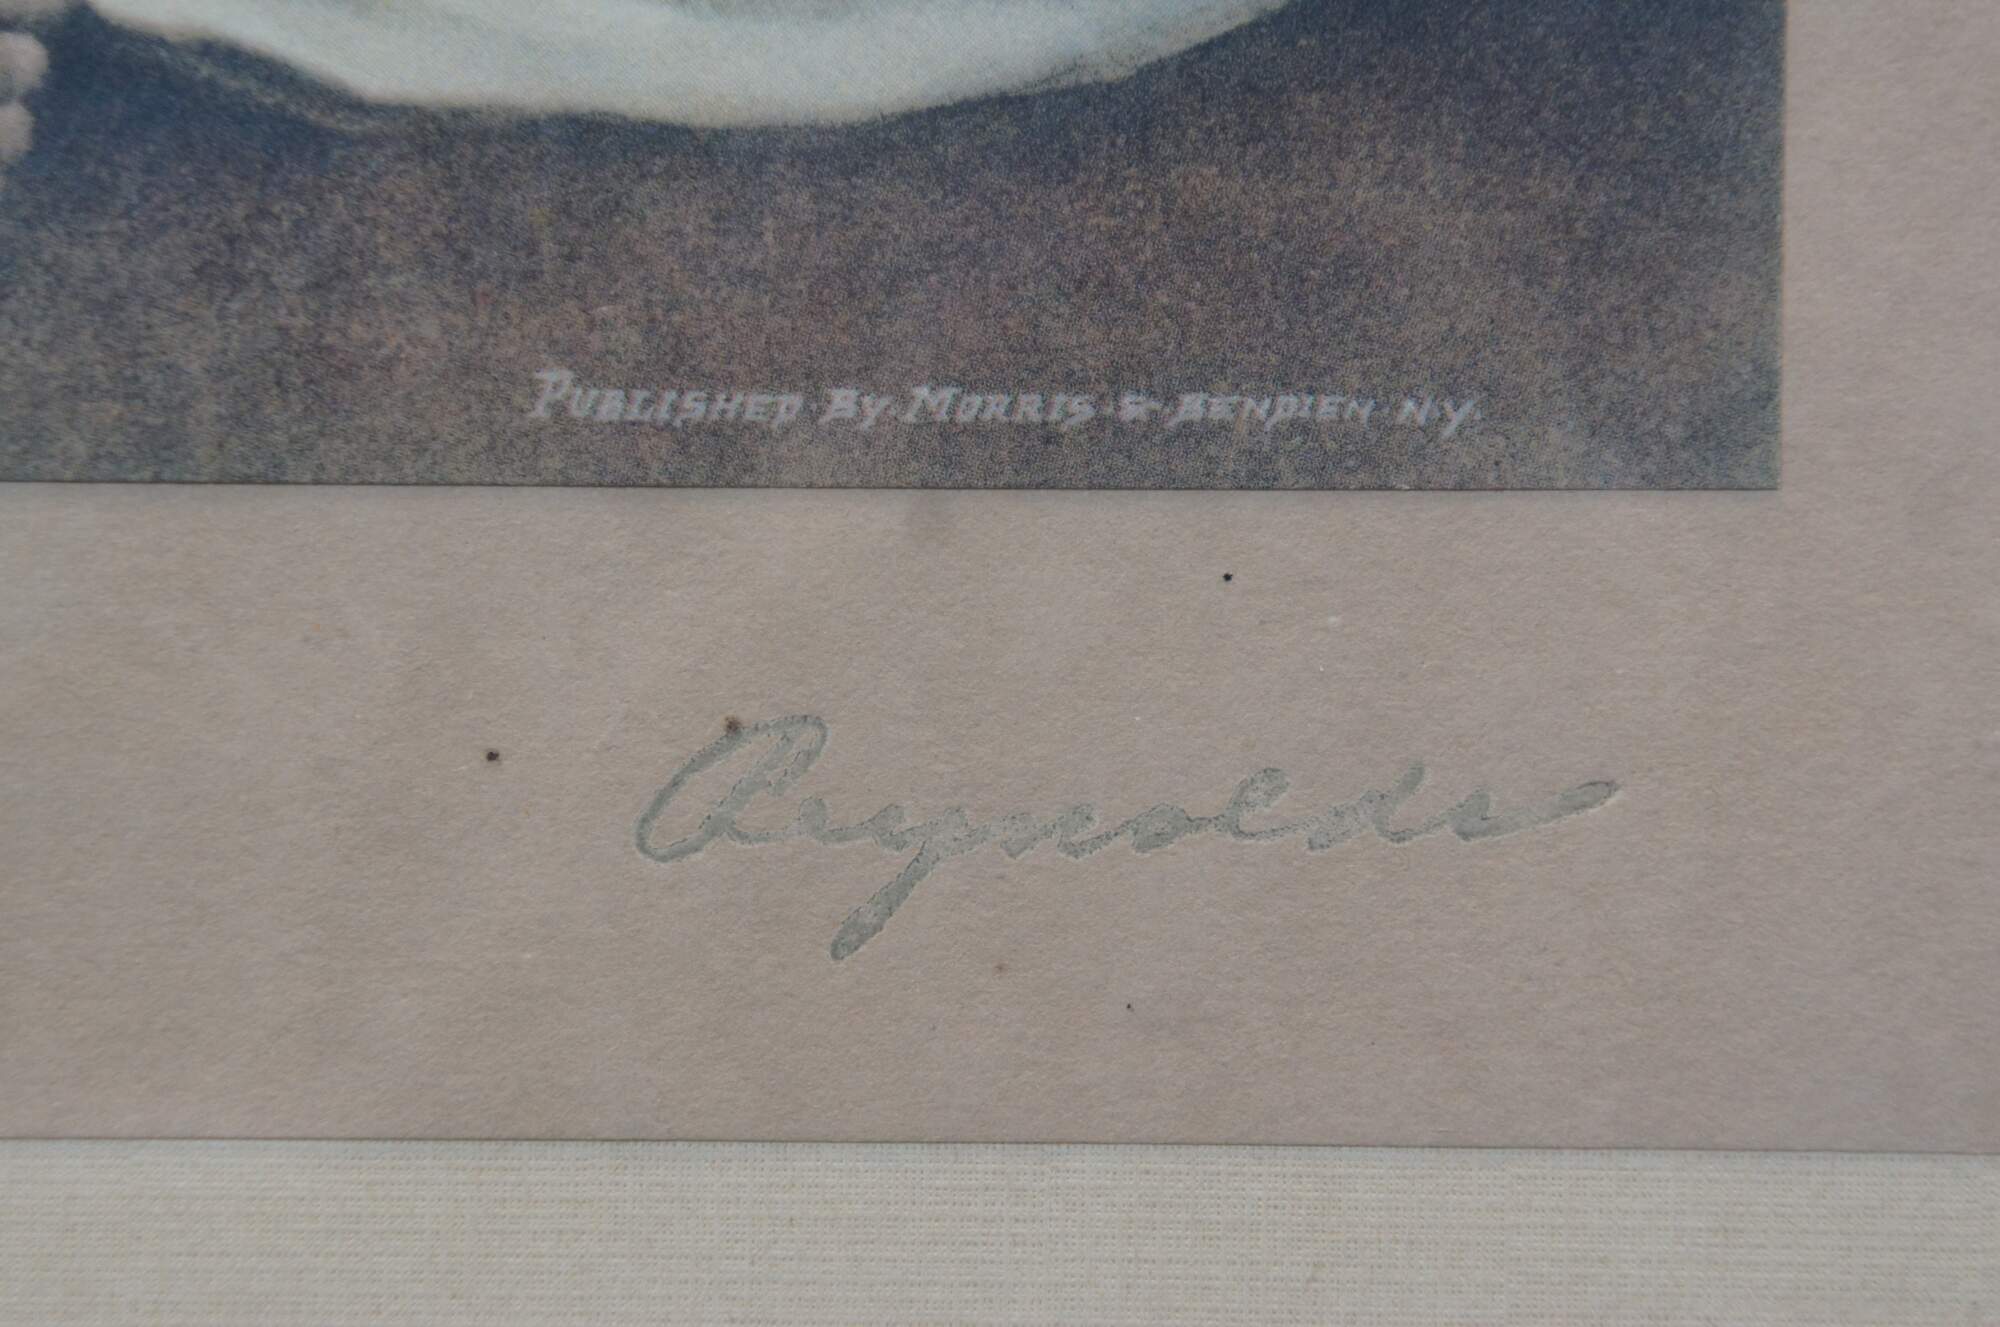 PUBLISHED BY MORRIS & BENDIEN N.Y.
Reynolds